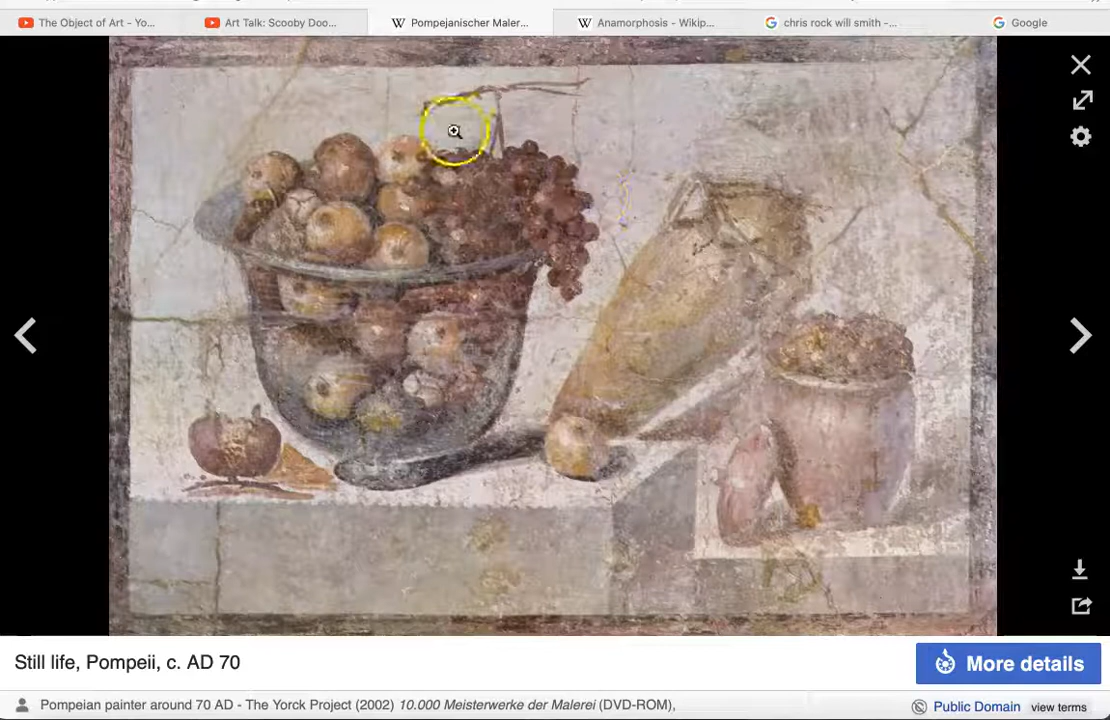 The Object of Art - Yo...
Art Talk: Scooby Doo...
Pompejanischer Maler...
Anamorphosis - Wikip...
chris rock will smith -...
Google
Still life, Pompeii, c. AD 70
More details
Pompeian painter around 70 AD - The Yorck Project (2002) 10.000 Meisterwerke der Malerei (DVD-ROM),
Public Domain
view terms